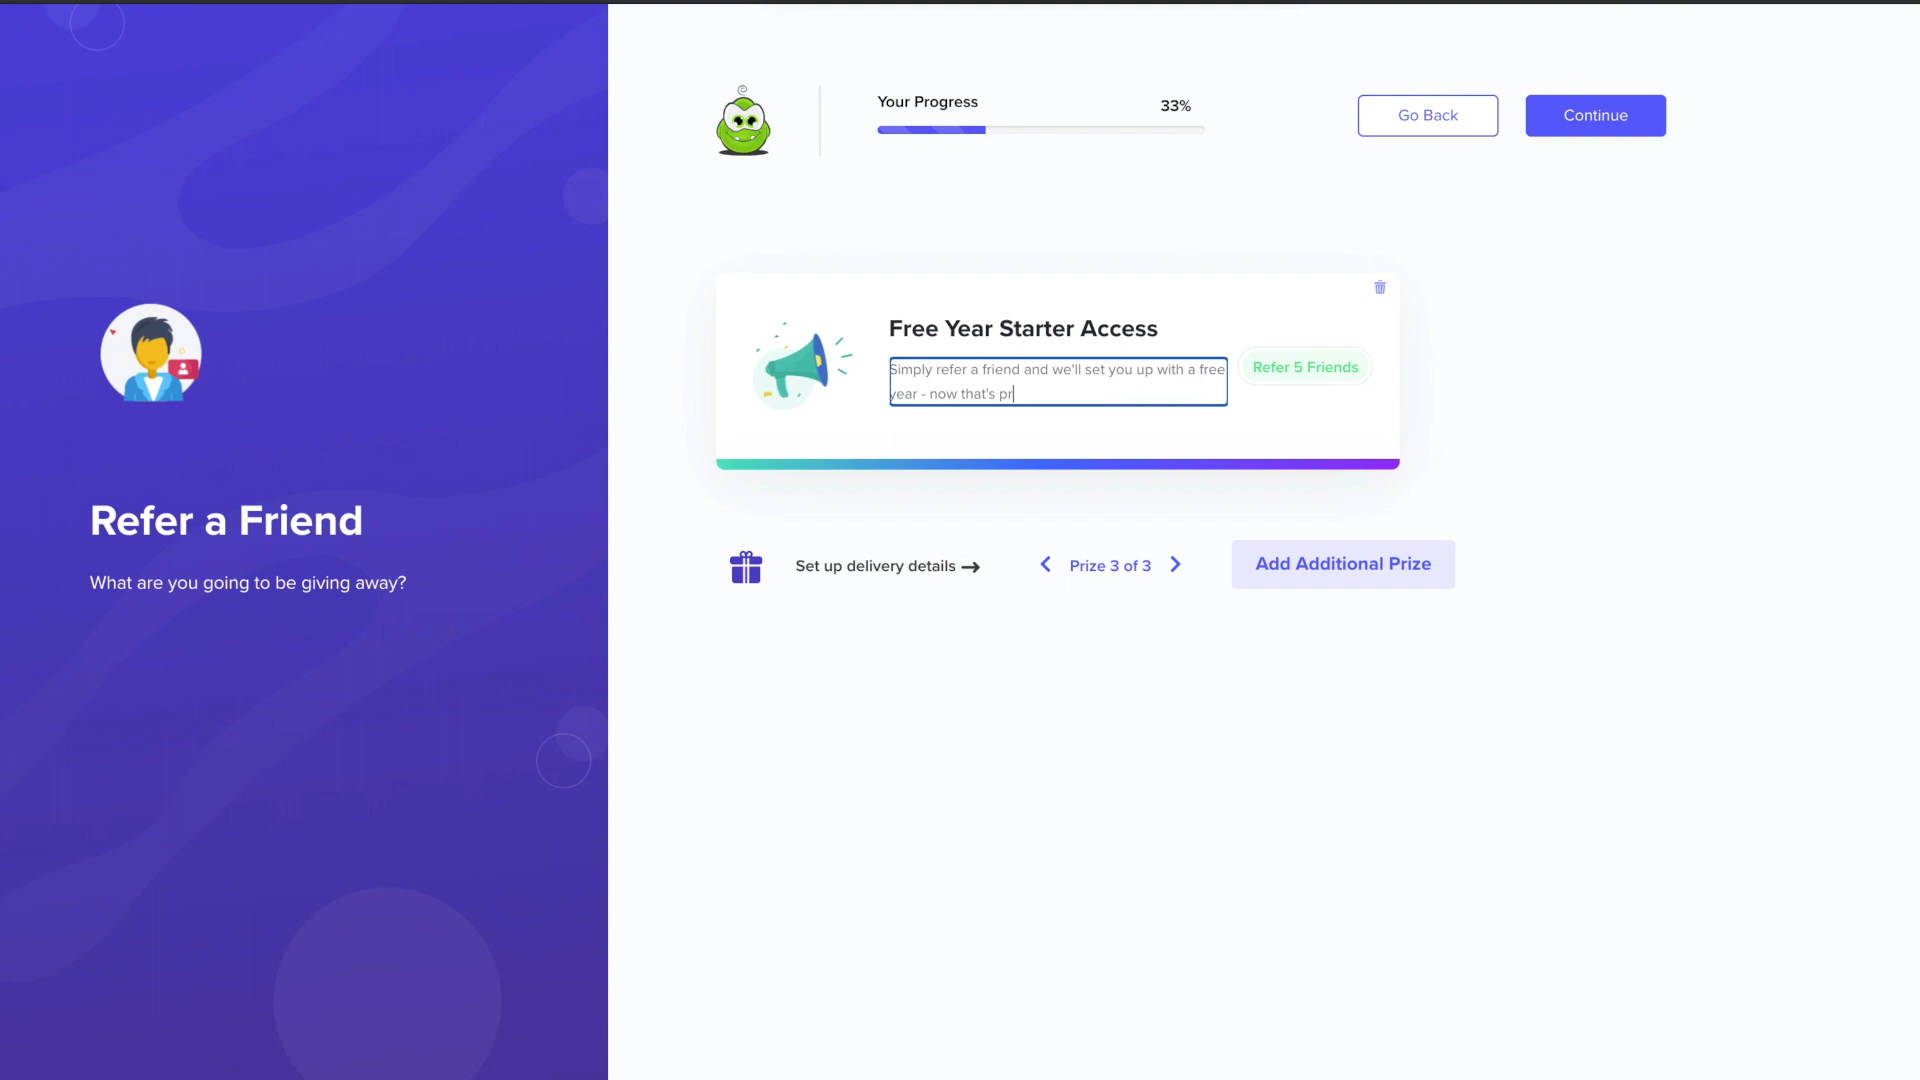 Your Progress
33%
Go Back
Continue
Free Year Starter Access
Simply refer a friend and we'll set you up with a free
year - now that's pr
Refer 5 Friends
Refer a Friend
What are you going to be giving away?
Set up delivery details →
Prize 3 of 3
Add Additional Prize